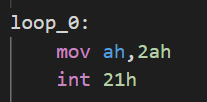 loop_0:
    mov ah,2ah
    int 21h